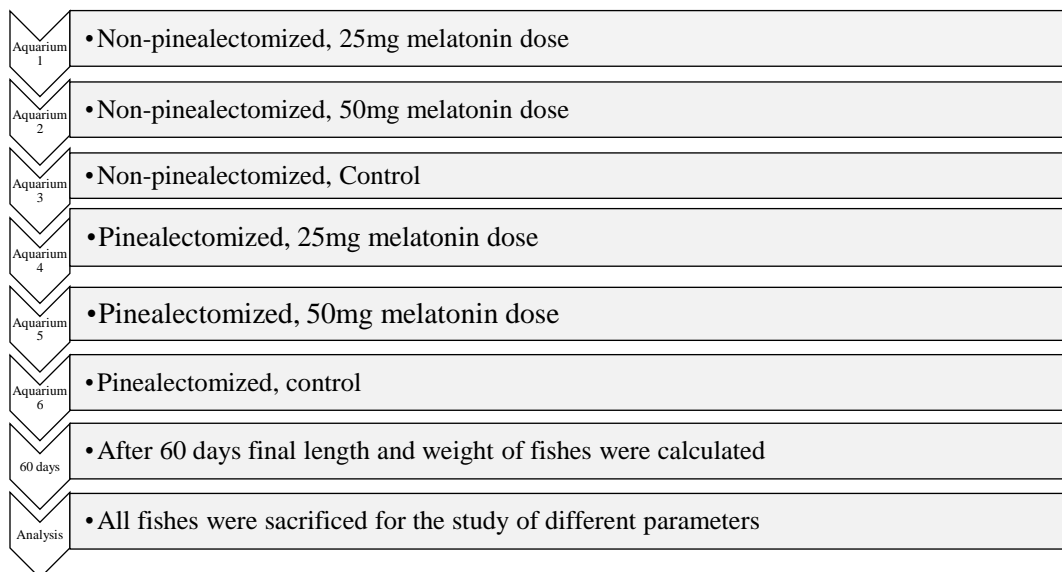 Aquarium
1
•Non-pinealectomized, 25mg melatonin dose
Aquarium
2
•Non-pinealectomized, 50mg melatonin dose
Aquarium
3
•Non-pinealectomized, Control
Aquarium
4
•Pinealectomized, 25mg melatonin dose
Aquarium
5
•Pinealectomized, 50mg melatonin dose
Aquarium
6
•Pinealectomized, control
60 days
•After 60 days final length and weight of fishes were calculated
Analysis
•All fishes were sacrificed for the study of different parameters